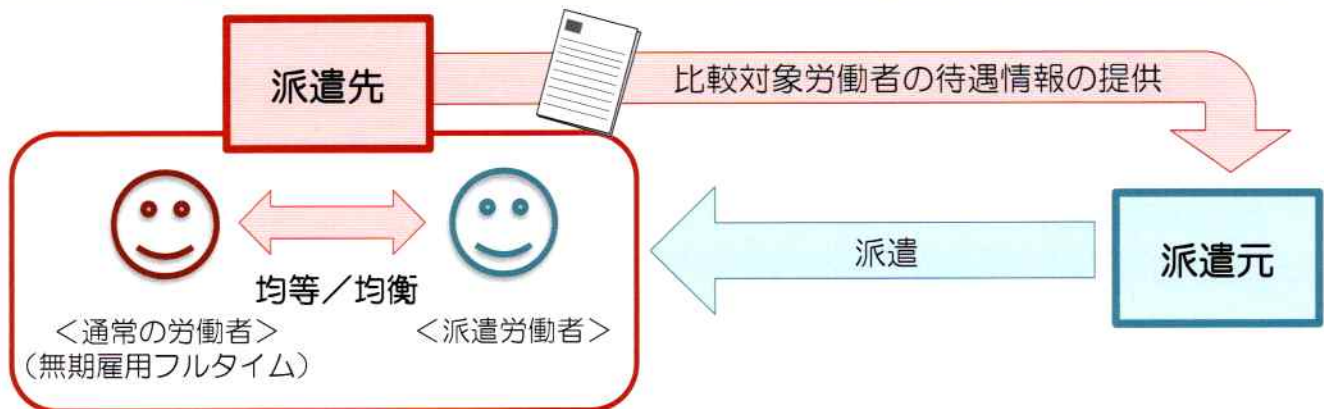 派遣先
比較対象労働者の待遇情報の提供
派遣
派遣元
均等／均衡
＜通常の労働者＞
（無期雇用フルタイム）
＜派遣労働者＞